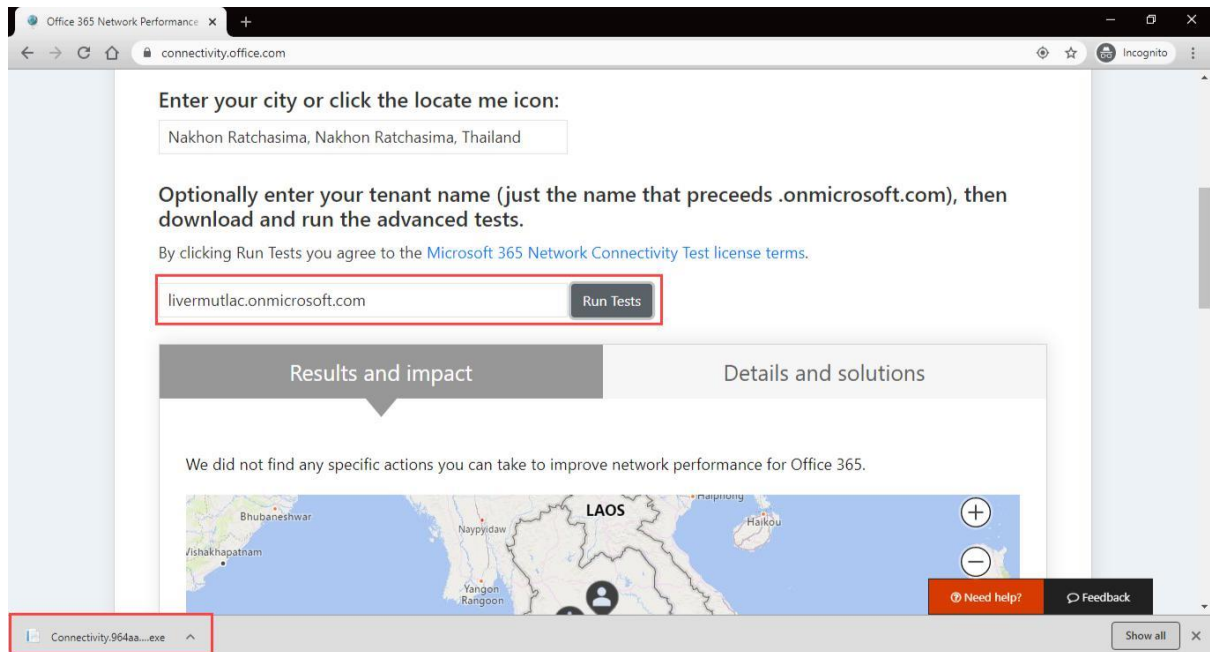 Office 365 Network Performance
connectivity.office.com
Incognito
Enter your city or click the locate me icon:
Nakhon Ratchasima, Nakhon Ratchasima, Thailand
Optionally enter your tenant name (just the name that preceeds .onmicrosoft.com), then
download and run the advanced tests.
By clicking Run Tests you agree to the Microsoft 365 Network Connectivity Test license terms.
livermutlac.onmicrosoft.com Run Tests
Results and impact Details and solutions
We did not find any specific actions you can take to improve network performance for Office 365.
Bhubaneshwar
Naypyidaw
LAOS
Haiphong
Haikou
Vishakhapatnam
Yangon
Rangoon
Need help? Feedback
Connectivity.964aa....exe Show all